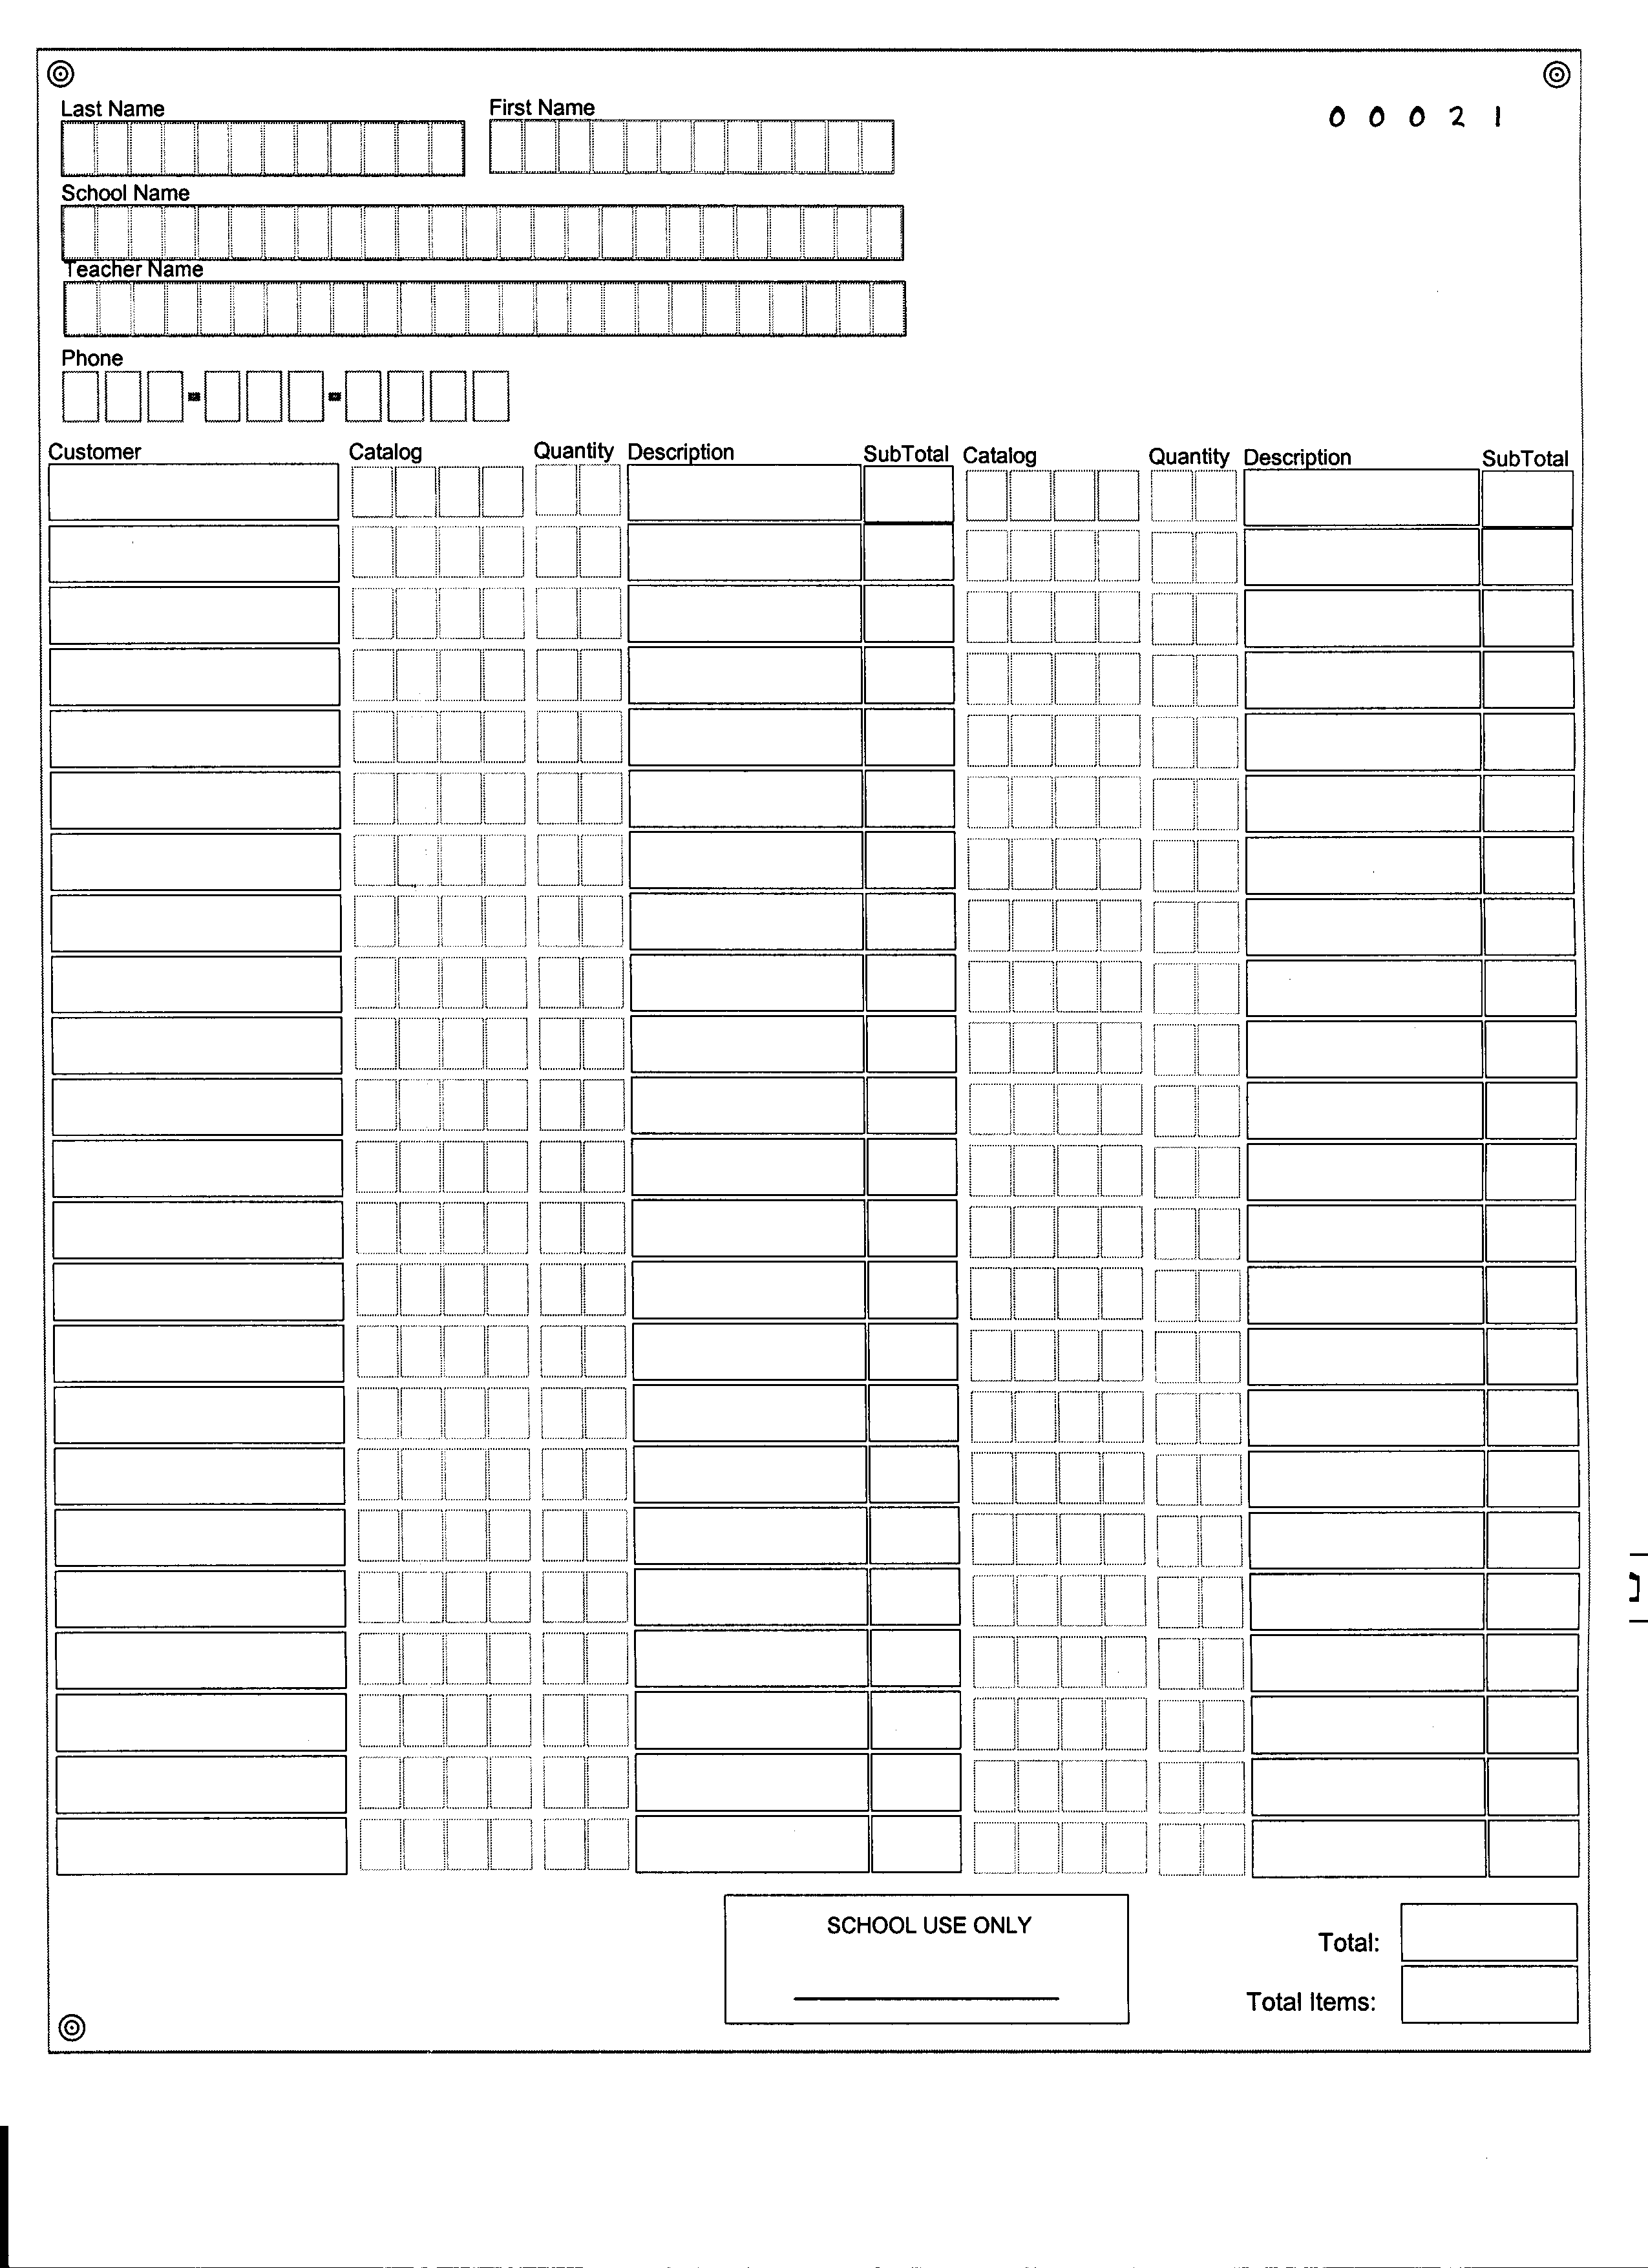 Last Name First Name 0 0 0 2 1
School Name
Teacher Name
Phone
- -
Customer Catalog Quantity Description SubTotal Catalog Quantity Description SubTotal
SCHOOL USE ONLY
Total:
Total Items: